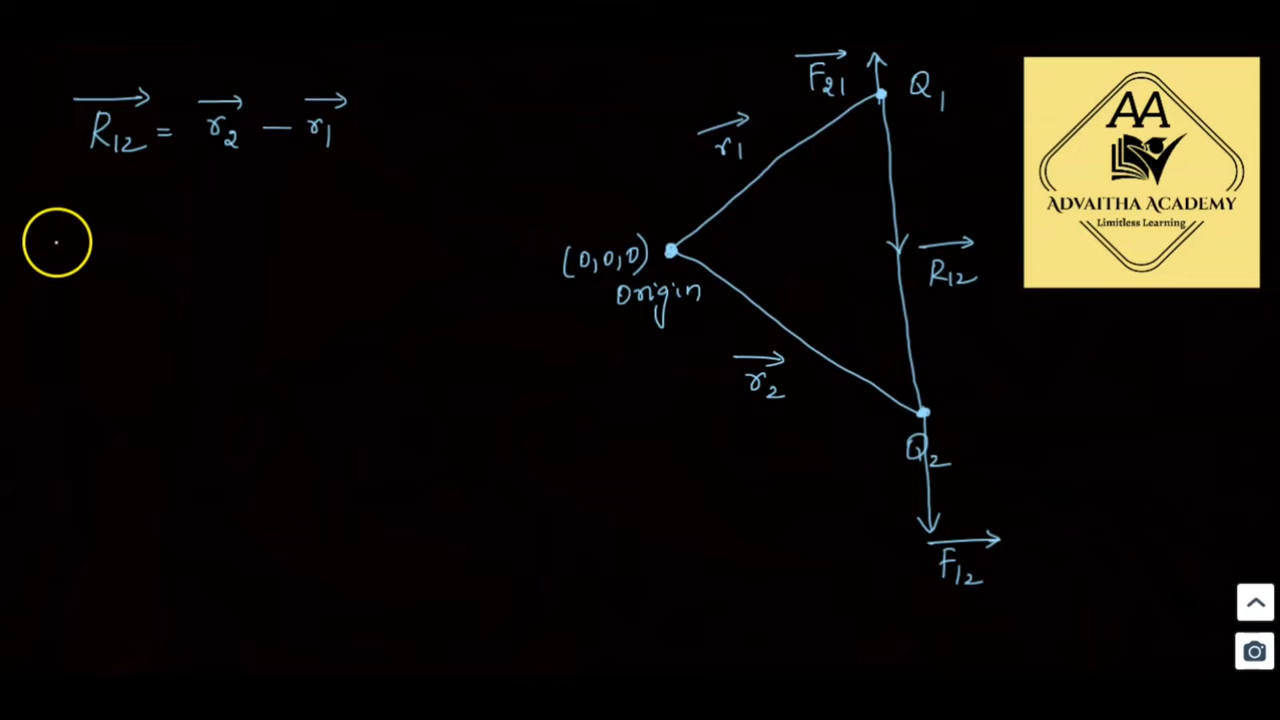 R₁₂ = r₂ − r₁
F₂₁
Q₁
r₁
(0,0,0)
Origin
R₁₂
r₂
Q₂
F₁₂
AA
ADVAITHA ACADEMY
Limitless Learning